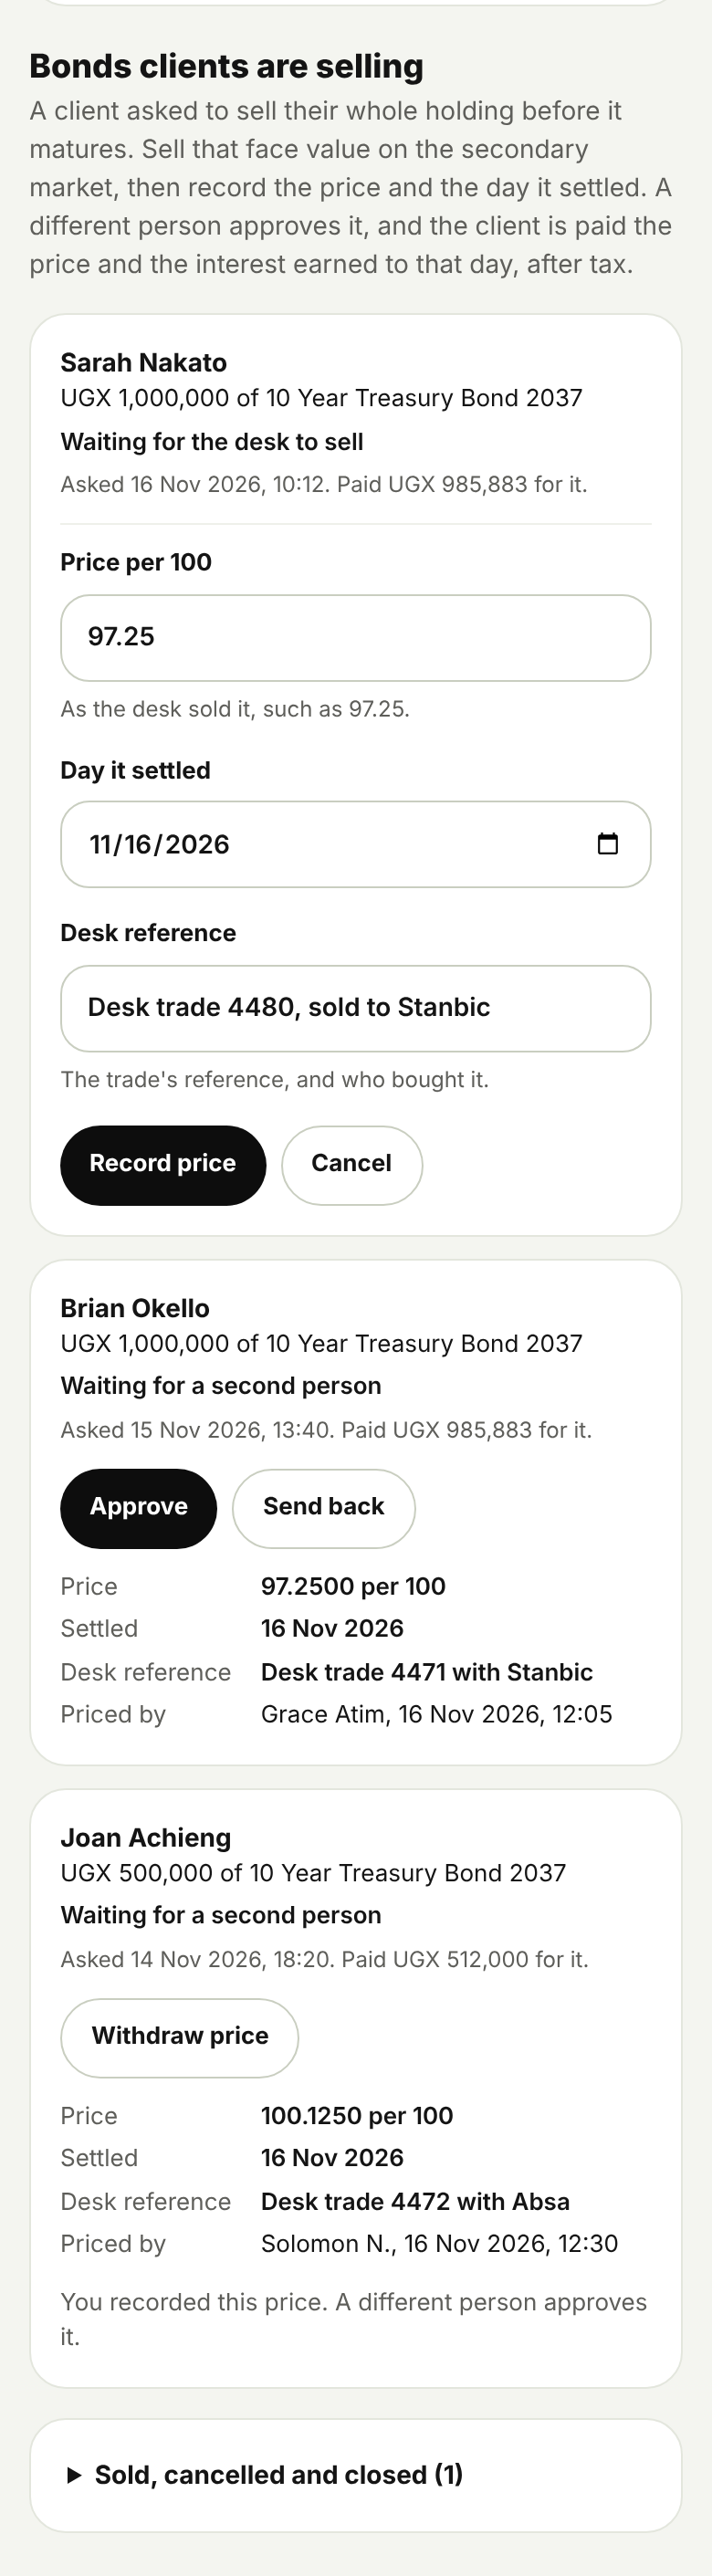 Bonds clients are selling
A client asked to sell their whole holding before it
matures. Sell that face value on the secondary
market, then record the price and the day it settled. A
different person approves it, and the client is paid the
price and the interest earned to that day, after tax.
Sarah Nakato
UGX 1,000,000 of 10 Year Treasury Bond 2037
Waiting for the desk to sell
Asked 16 Nov 2026, 10:12. Paid UGX 985,883 for it.
Price per 100
97.25
As the desk sold it, such as 97.25.
Day it settled
11/16/2026
Desk reference
Desk trade 4480, sold to Stanbic
The trade's reference, and who bought it.
Record price Cancel
Brian Okello
UGX 1,000,000 of 10 Year Treasury Bond 2037
Waiting for a second person
Asked 15 Nov 2026, 13:40. Paid UGX 985,883 for it.
Approve Send back
Price 97.2500 per 100
Settled 16 Nov 2026
Desk reference Desk trade 4471 with Stanbic
Priced by Grace Atim, 16 Nov 2026, 12:05
Joan Achieng
UGX 500,000 of 10 Year Treasury Bond 2037
Waiting for a second person
Asked 14 Nov 2026, 18:20. Paid UGX 512,000 for it.
Withdraw price
Price 100.1250 per 100
Settled 16 Nov 2026
Desk reference Desk trade 4472 with Absa
Priced by Solomon N., 16 Nov 2026, 12:30
You recorded this price. A different person approves
it.
Sold, cancelled and closed (1)